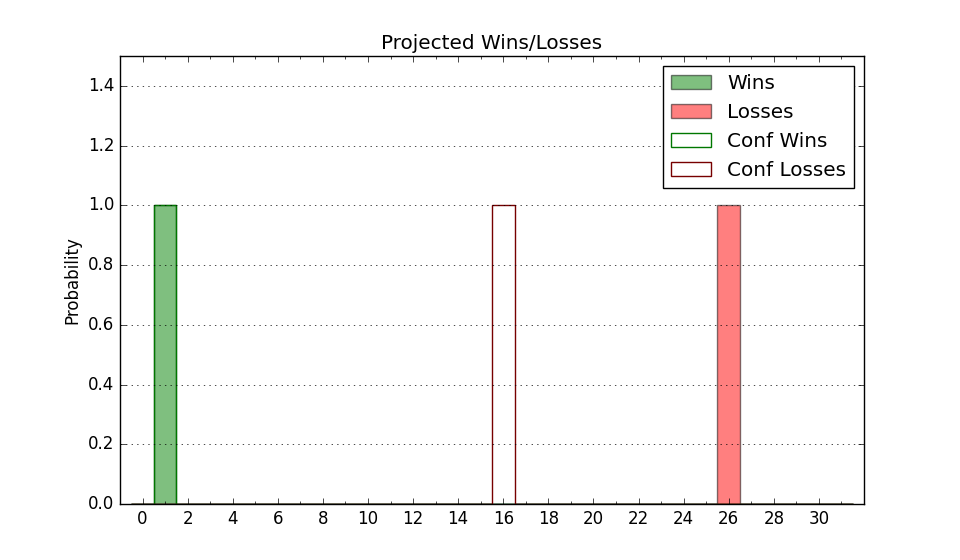 Projected Wins/Losses
Wins
Losses
Conf Wins
Conf Losses
Probability
1.4
1.2
1.0
0.8
0.6
0.4
0.2
0.0
0 2 4 6 8 10 12 14 16 18 20 22 24 26 28 30